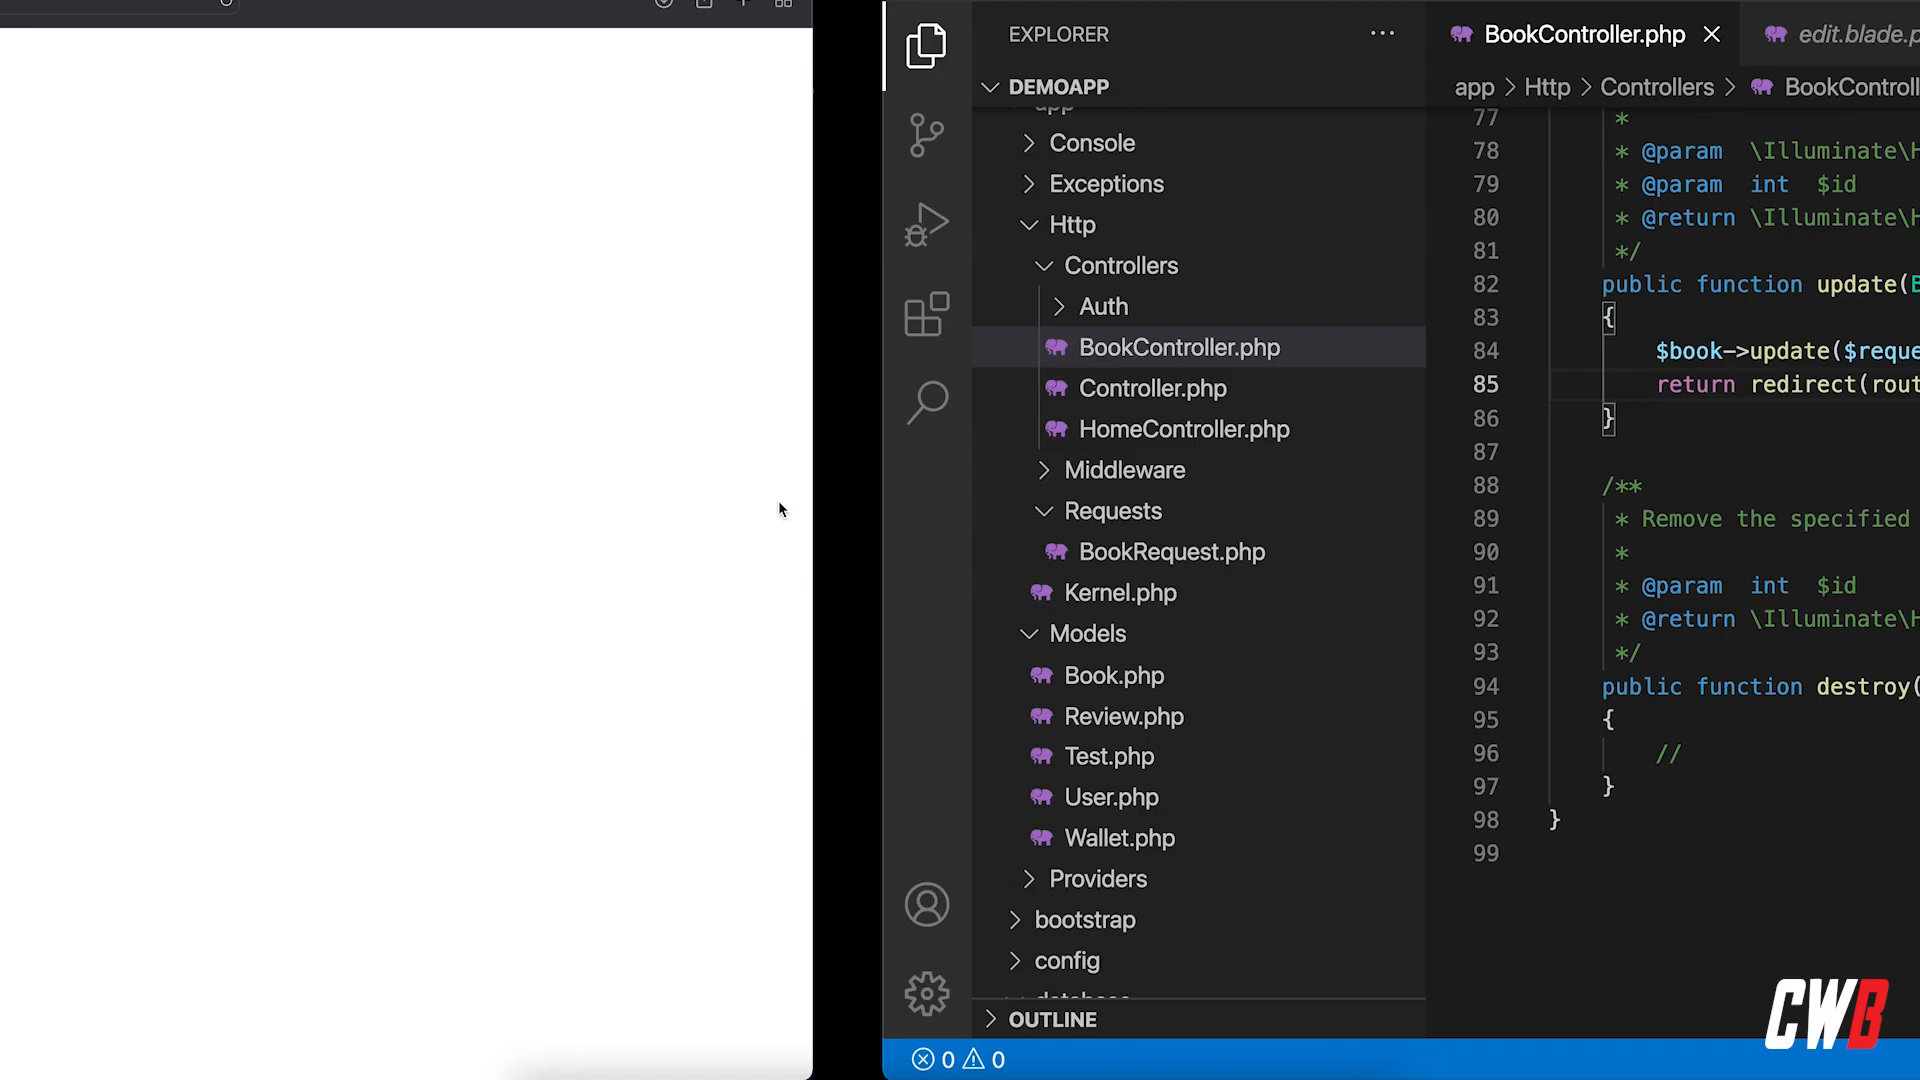 EXPLORER
DEMOAPP
app
Console
Exceptions
Http
Controllers
Auth
BookController.php
Controller.php
HomeController.php
Middleware
Requests
BookRequest.php
Kernel.php
Models
Book.php
Review.php
Test.php
User.php
Wallet.php
Providers
bootstrap
config
database
OUTLINE
0 0
BookController.php edit.blade.p
app > Http > Controllers > BookControll
77 *
78 * @param \Illuminate\H
79 * @param int $id
80 * @return \Illuminate\H
81 */
82 public function update(B
83 {
84 $book->update($reque
85 return redirect(rout
86 }
87
88 /**
89 * Remove the specified
90 *
91 * @param int $id
92 * @return \Illuminate\H
93 */
94 public function destroy(
95 {
96 //
97 }
98 }
99
CWB